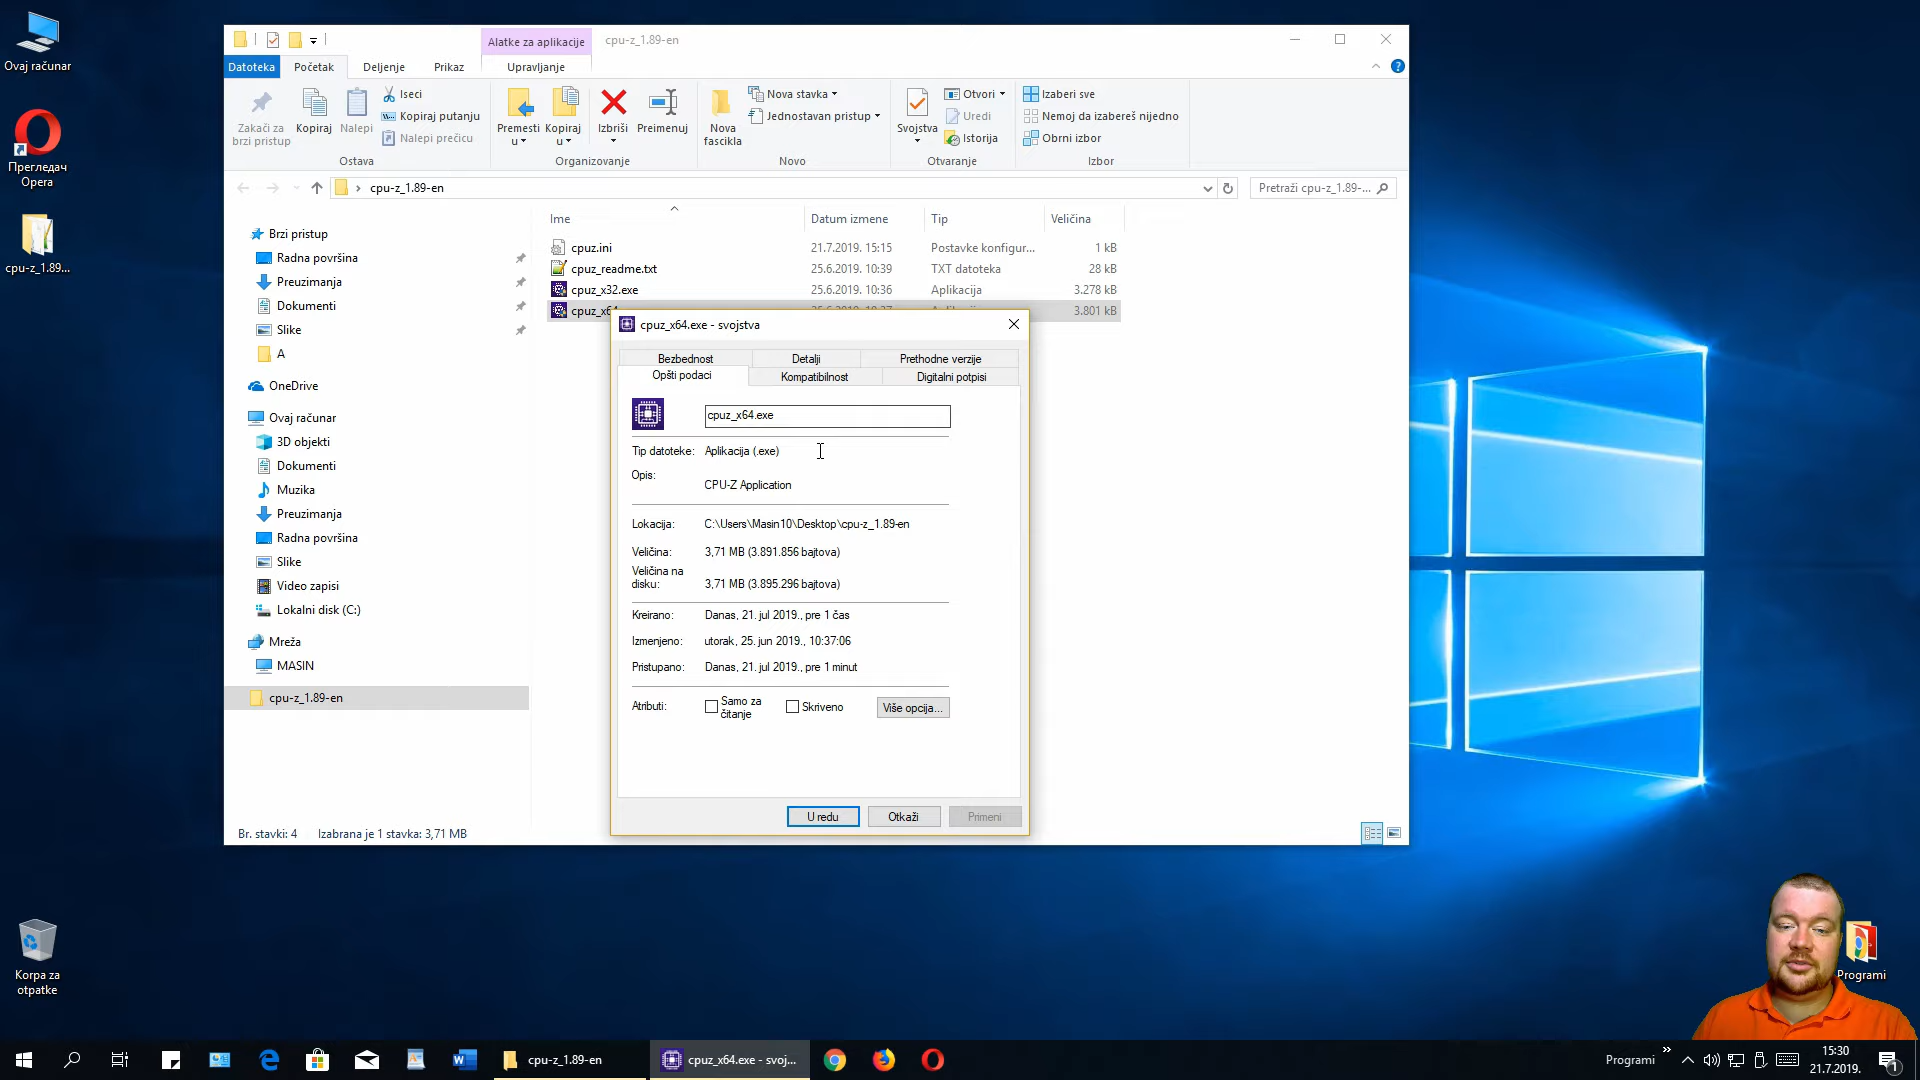 Ovaj računar
Прегледач
Opera
cpu-z_1.89...
Korpa za
otpatke
Alatke za aplikacije
cpu-z_1.89-en
Datoteka
Početak
Deljenje
Prikaz
Upravljanje
Zakači za
brzi pristup
Kopiraj
Nalepi
Iseci
Kopiraj putanju
Nalepi prečicu
Ostava
Premesti
u
Kopiraj
u
Izbriši
Preimenuj
Organizovanje
Nova
fascikla
Nova stavka
Jednostavan pristup
Novo
Svojstva
Otvori
Uredi
Istorija
Otvaranje
Izaberi sve
Nemoj da izabereš nijedno
Obrni izbor
Izbor
cpu-z_1.89-en
Pretraži cpu-z_1.89-...
Brzi pristup
Radna površina
Preuzimanja
Dokumenti
Slike
A
OneDrive
Ovaj računar
3D objekti
Dokumenti
Muzika
Preuzimanja
Radna površina
Slike
Video zapisi
Lokalni disk (C:)
Mreža
MASIN
cpu-z_1.89-en
Ime Datum izmene Tip Veličina
cpuz.ini 21.7.2019. 15:15 Postavke konfigur... 1 kB
cpuz_readme.txt 25.6.2019. 10:39 TXT datoteka 28 kB
cpuz_x32.exe 25.6.2019. 10:36 Aplikacija 3.278 kB
cpuz_x64 3.801 kB
cpuz_x64.exe - svojstva
Bezbednost Detalji Prethodne verzije
Opšti podaci Kompatibilnost Digitalni potpisi
cpuz_x64.exe
Tip datoteke: Aplikacija (.exe)
Opis:
CPU-Z Application
Lokacija: C:\Users\Masin10\Desktop\cpu-z_1.89-en
Veličina: 3,71 MB (3.891.856 bajtova)
Veličina na
disku: 3,71 MB (3.895.296 bajtova)
Kreirano: Danas, 21. jul 2019., pre 1 čas
Izmenjeno: utorak, 25. jun 2019., 10:37:06
Pristupano: Danas, 21. jul 2019., pre 1 minut
Atributi: Samo za
čitanje
Skriveno
Više opcija...
U redu Otkaži Primeni
Br. stavki: 4 Izabrana je 1 stavka: 3,71 MB
Programi
cpu-z_1.89-en
cpuz_x64.exe - svoj...
Programi
15:30
21.7.2019.
1